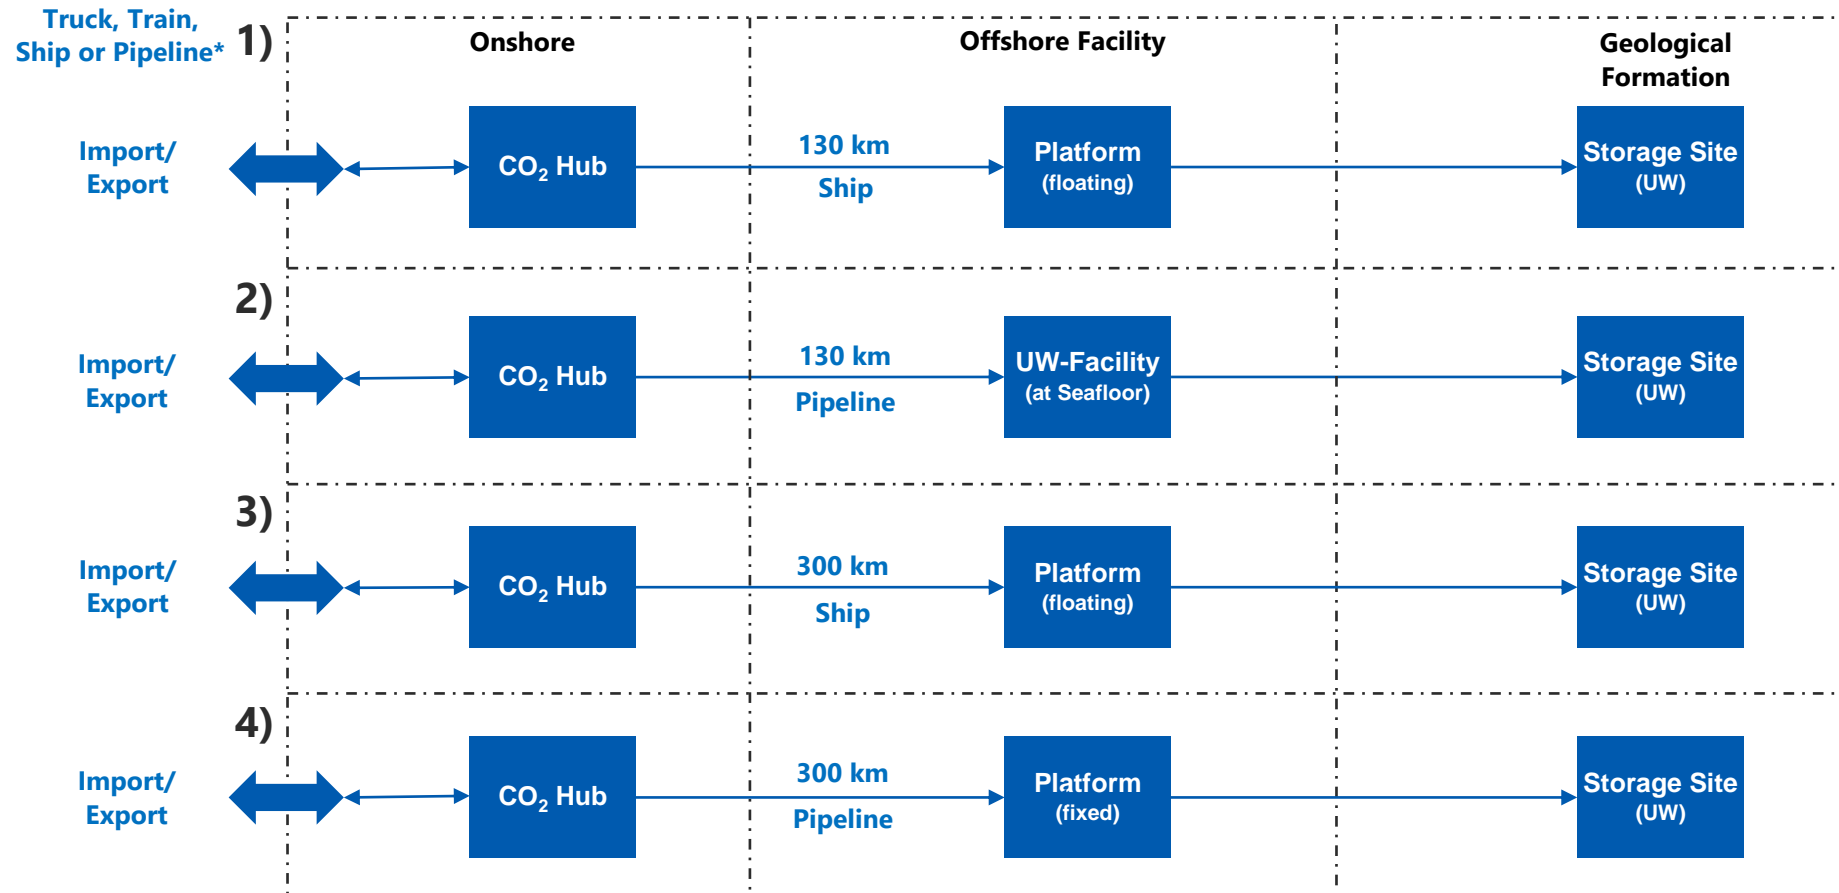 Truck, Train,
Ship or Pipeline*
1)
Onshore
Offshore Facility
Geological
Formation
Import/
Export
CO₂ Hub
130 km
Ship
Platform
(floating)
Storage Site
(UW)
2)
Import/
Export
CO₂ Hub
130 km
Pipeline
UW-Facility
(at Seafloor)
Storage Site
(UW)
3)
Import/
Export
CO₂ Hub
300 km
Ship
Platform
(floating)
Storage Site
(UW)
4)
Import/
Export
CO₂ Hub
300 km
Pipeline
Platform
(fixed)
Storage Site
(UW)